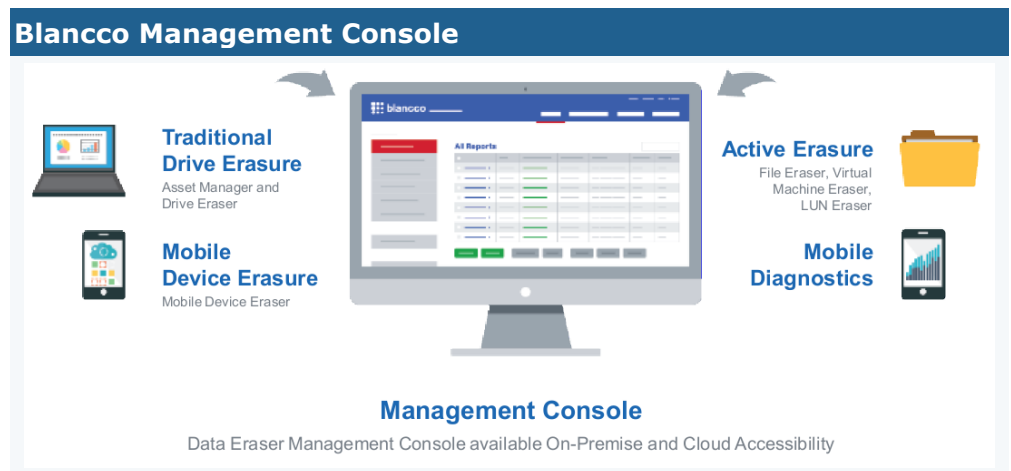 Blancco Management Console
blancco
All Reports
Traditional
Drive Erasure
Asset Manager and
Drive Eraser
Mobile
Device Erasure
Mobile Device Eraser
Active Erasure
File Eraser, Virtual
Machine Eraser,
LUN Eraser
Mobile
Diagnostics
Management Console
Data Eraser Management Console available On-Premise and Cloud Accessibility